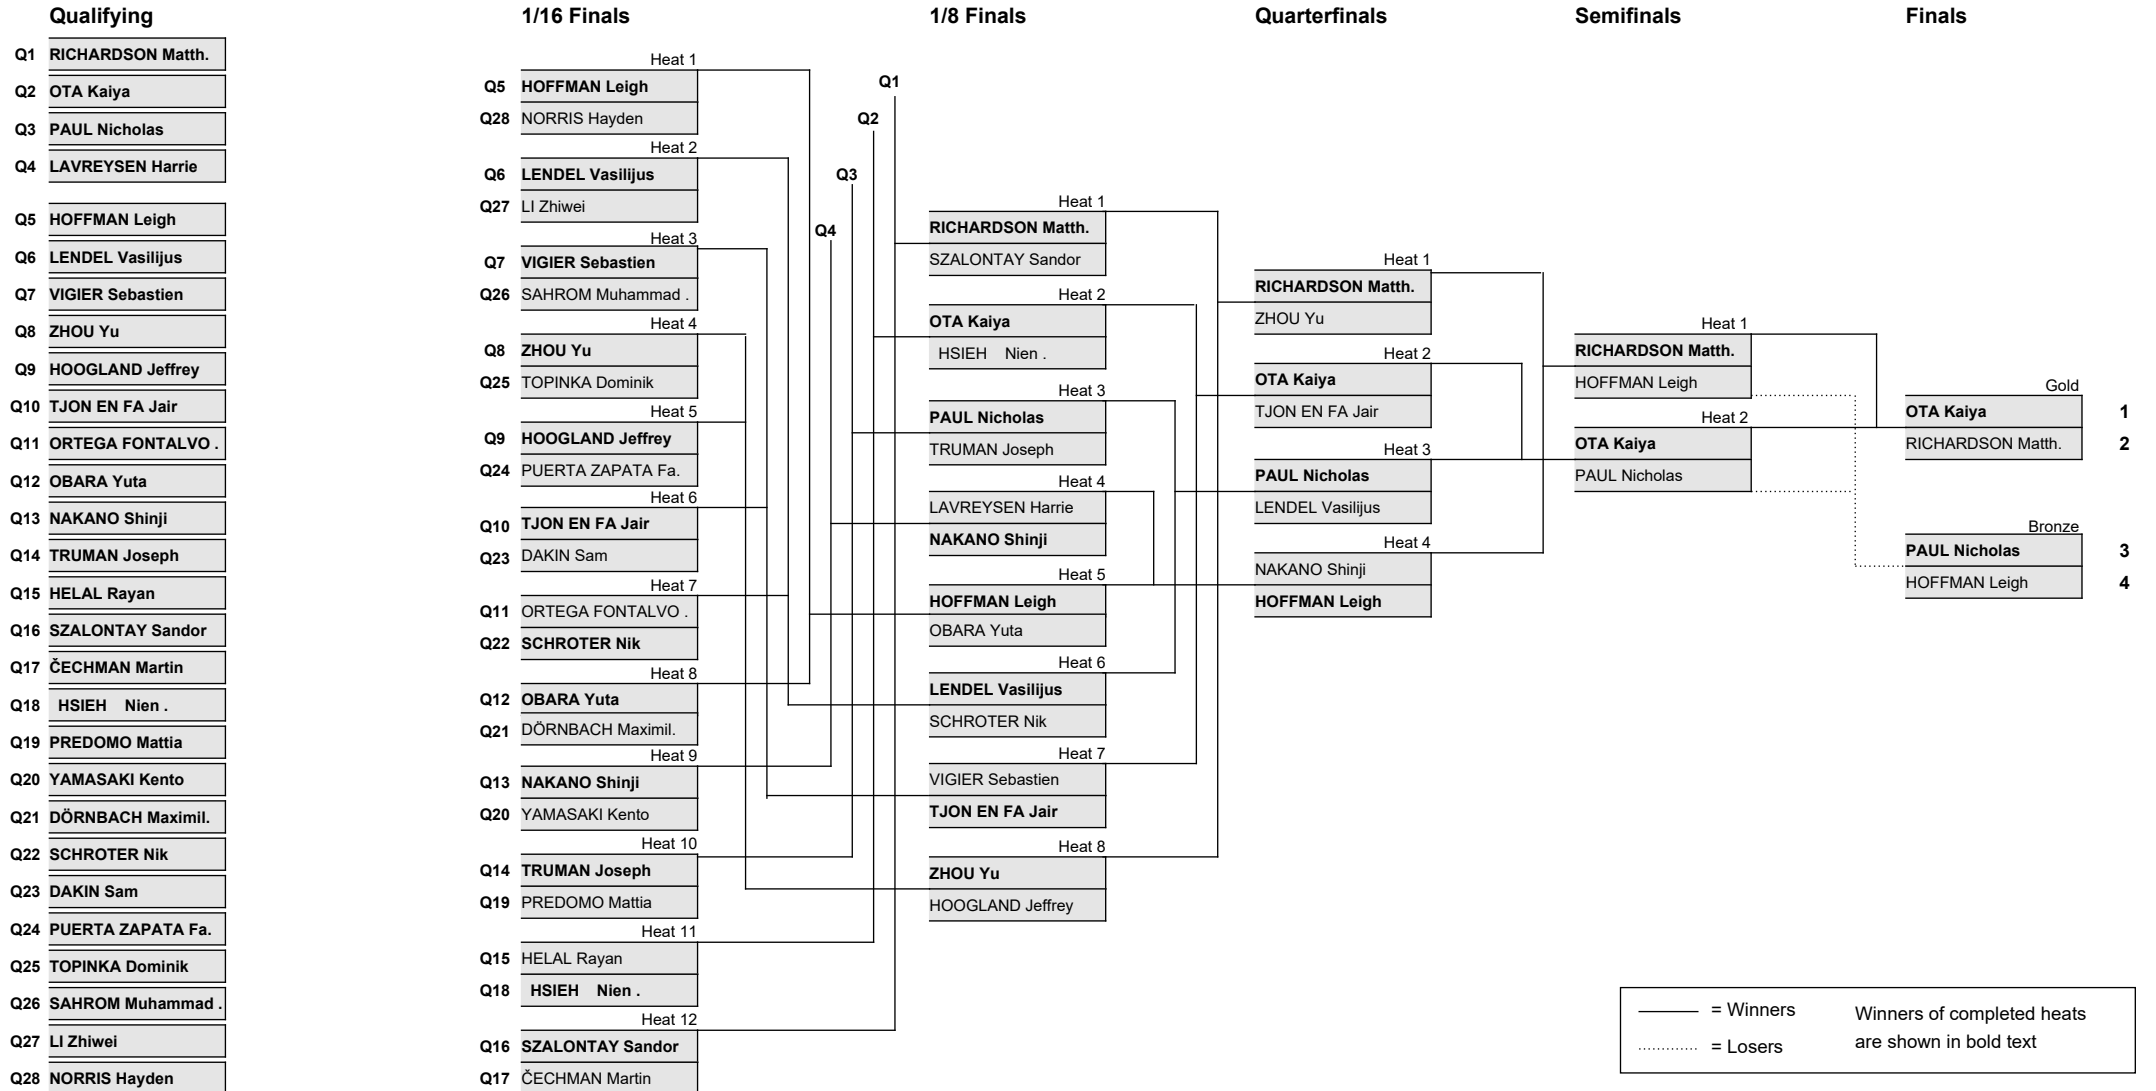 Qualifying
1/16 Finals
1/8 Finals
Quarterfinals
Semifinals
Finals
Q1 RICHARDSON Matth.
Q2 OTA Kaiya
Q3 PAUL Nicholas
Q4 LAVREYSEN Harrie
Q5 HOFFMAN Leigh
Q6 LENDEL Vasilijus
Q7 VIGIER Sebastien
Q8 ZHOU Yu
Q9 HOOGLAND Jeffrey
Q10 TJON EN FA Jair
Q11 ORTEGA FONTALVO .
Q12 OBARA Yuta
Q13 NAKANO Shinji
Q14 TRUMAN Joseph
Q15 HELAL Rayan
Q16 SZALONTAY Sandor
Q17 ČECHMAN Martin
Q18 HSIEH Nien .
Q19 PREDOMO Mattia
Q20 YAMASAKI Kento
Q21 DÖRNBACH Maximil.
Q22 SCHROTER Nik
Q23 DAKIN Sam
Q24 PUERTA ZAPATA Fa.
Q25 TOPINKA Dominik
Q26 SAHROM Muhammad .
Q27 LI Zhiwei
Q28 NORRIS Hayden
Heat 1
Q5 HOFFMAN Leigh
Q28 NORRIS Hayden
Heat 2
Q6 LENDEL Vasilijus
Q27 LI Zhiwei
Heat 3
Q7 VIGIER Sebastien
Q26 SAHROM Muhammad .
Heat 4
Q8 ZHOU Yu
Q25 TOPINKA Dominik
Heat 5
Q9 HOOGLAND Jeffrey
Q24 PUERTA ZAPATA Fa.
Heat 6
Q10 TJON EN FA Jair
Q23 DAKIN Sam
Heat 7
Q11 ORTEGA FONTALVO .
Q22 SCHROTER Nik
Heat 8
Q12 OBARA Yuta
Q21 DÖRNBACH Maximil.
Heat 9
Q13 NAKANO Shinji
Q20 YAMASAKI Kento
Heat 10
Q14 TRUMAN Joseph
Q19 PREDOMO Mattia
Heat 11
Q15 HELAL Rayan
Q18 HSIEH Nien .
Heat 12
Q16 SZALONTAY Sandor
Q17 ČECHMAN Martin
Q1
Q2
Q3
Q4
Heat 1
RICHARDSON Matth.
SZALONTAY Sandor
Heat 2
OTA Kaiya
HSIEH Nien .
Heat 3
PAUL Nicholas
TRUMAN Joseph
Heat 4
LAVREYSEN Harrie
NAKANO Shinji
Heat 5
HOFFMAN Leigh
OBARA Yuta
Heat 6
LENDEL Vasilijus
SCHROTER Nik
Heat 7
VIGIER Sebastien
TJON EN FA Jair
Heat 8
ZHOU Yu
HOOGLAND Jeffrey
Heat 1
RICHARDSON Matth.
ZHOU Yu
Heat 2
OTA Kaiya
TJON EN FA Jair
Heat 3
PAUL Nicholas
LENDEL Vasilijus
Heat 4
NAKANO Shinji
HOFFMAN Leigh
Heat 1
RICHARDSON Matth.
HOFFMAN Leigh
Heat 2
OTA Kaiya
PAUL Nicholas
Gold
OTA Kaiya 1
RICHARDSON Matth. 2
Bronze
PAUL Nicholas 3
HOFFMAN Leigh 4
= Winners
= Losers
Winners of completed heats
are shown in bold text